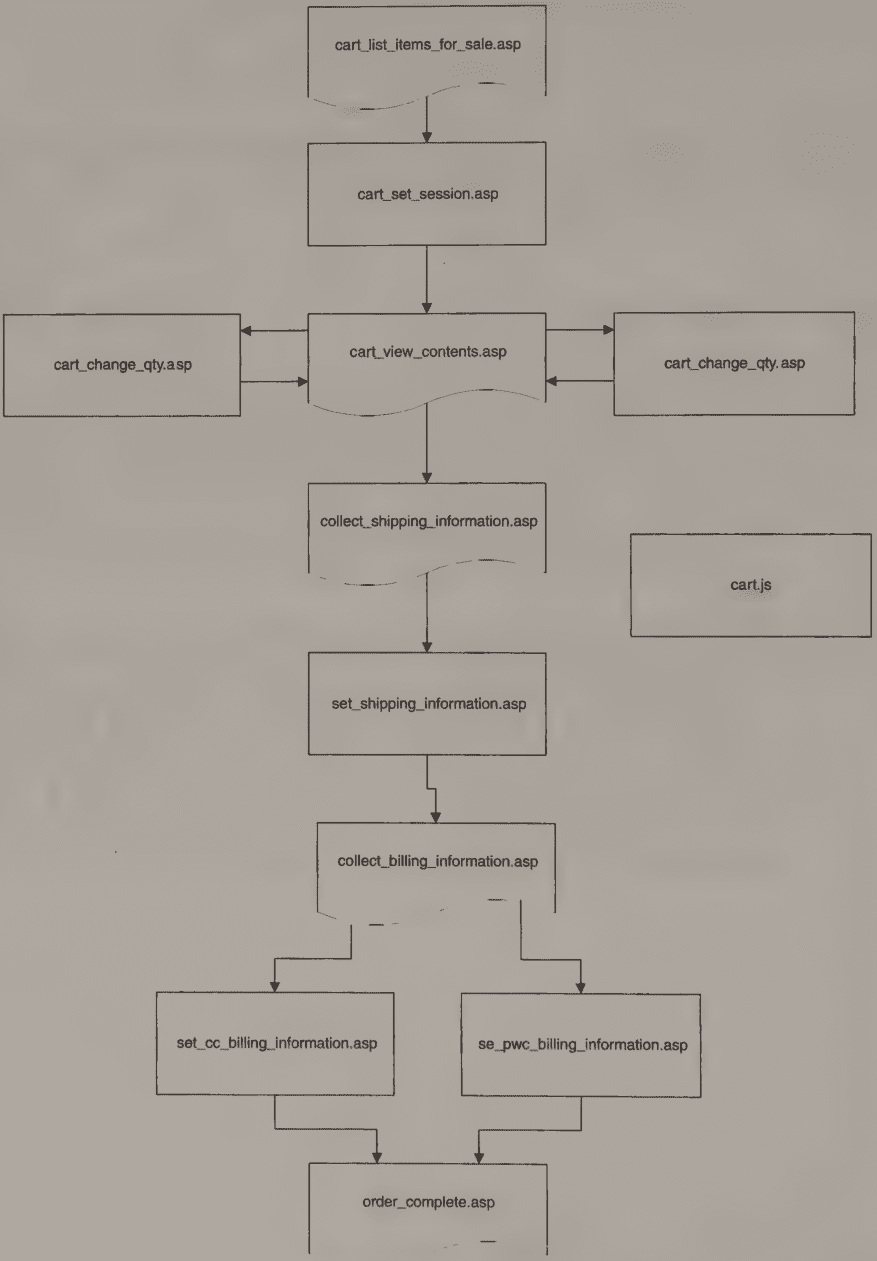 cart_list_items_for_sale.asp
cart_set_session.asp
cart_change_qty.asp
cart_view_contents.asp
cart_change_qty.asp
collect_shipping_information.asp
cart.js
set_shipping_information.asp
collect_billing_information.asp
set_cc_billing_information.asp
se_pwc_billing_information.asp
order_complete.asp